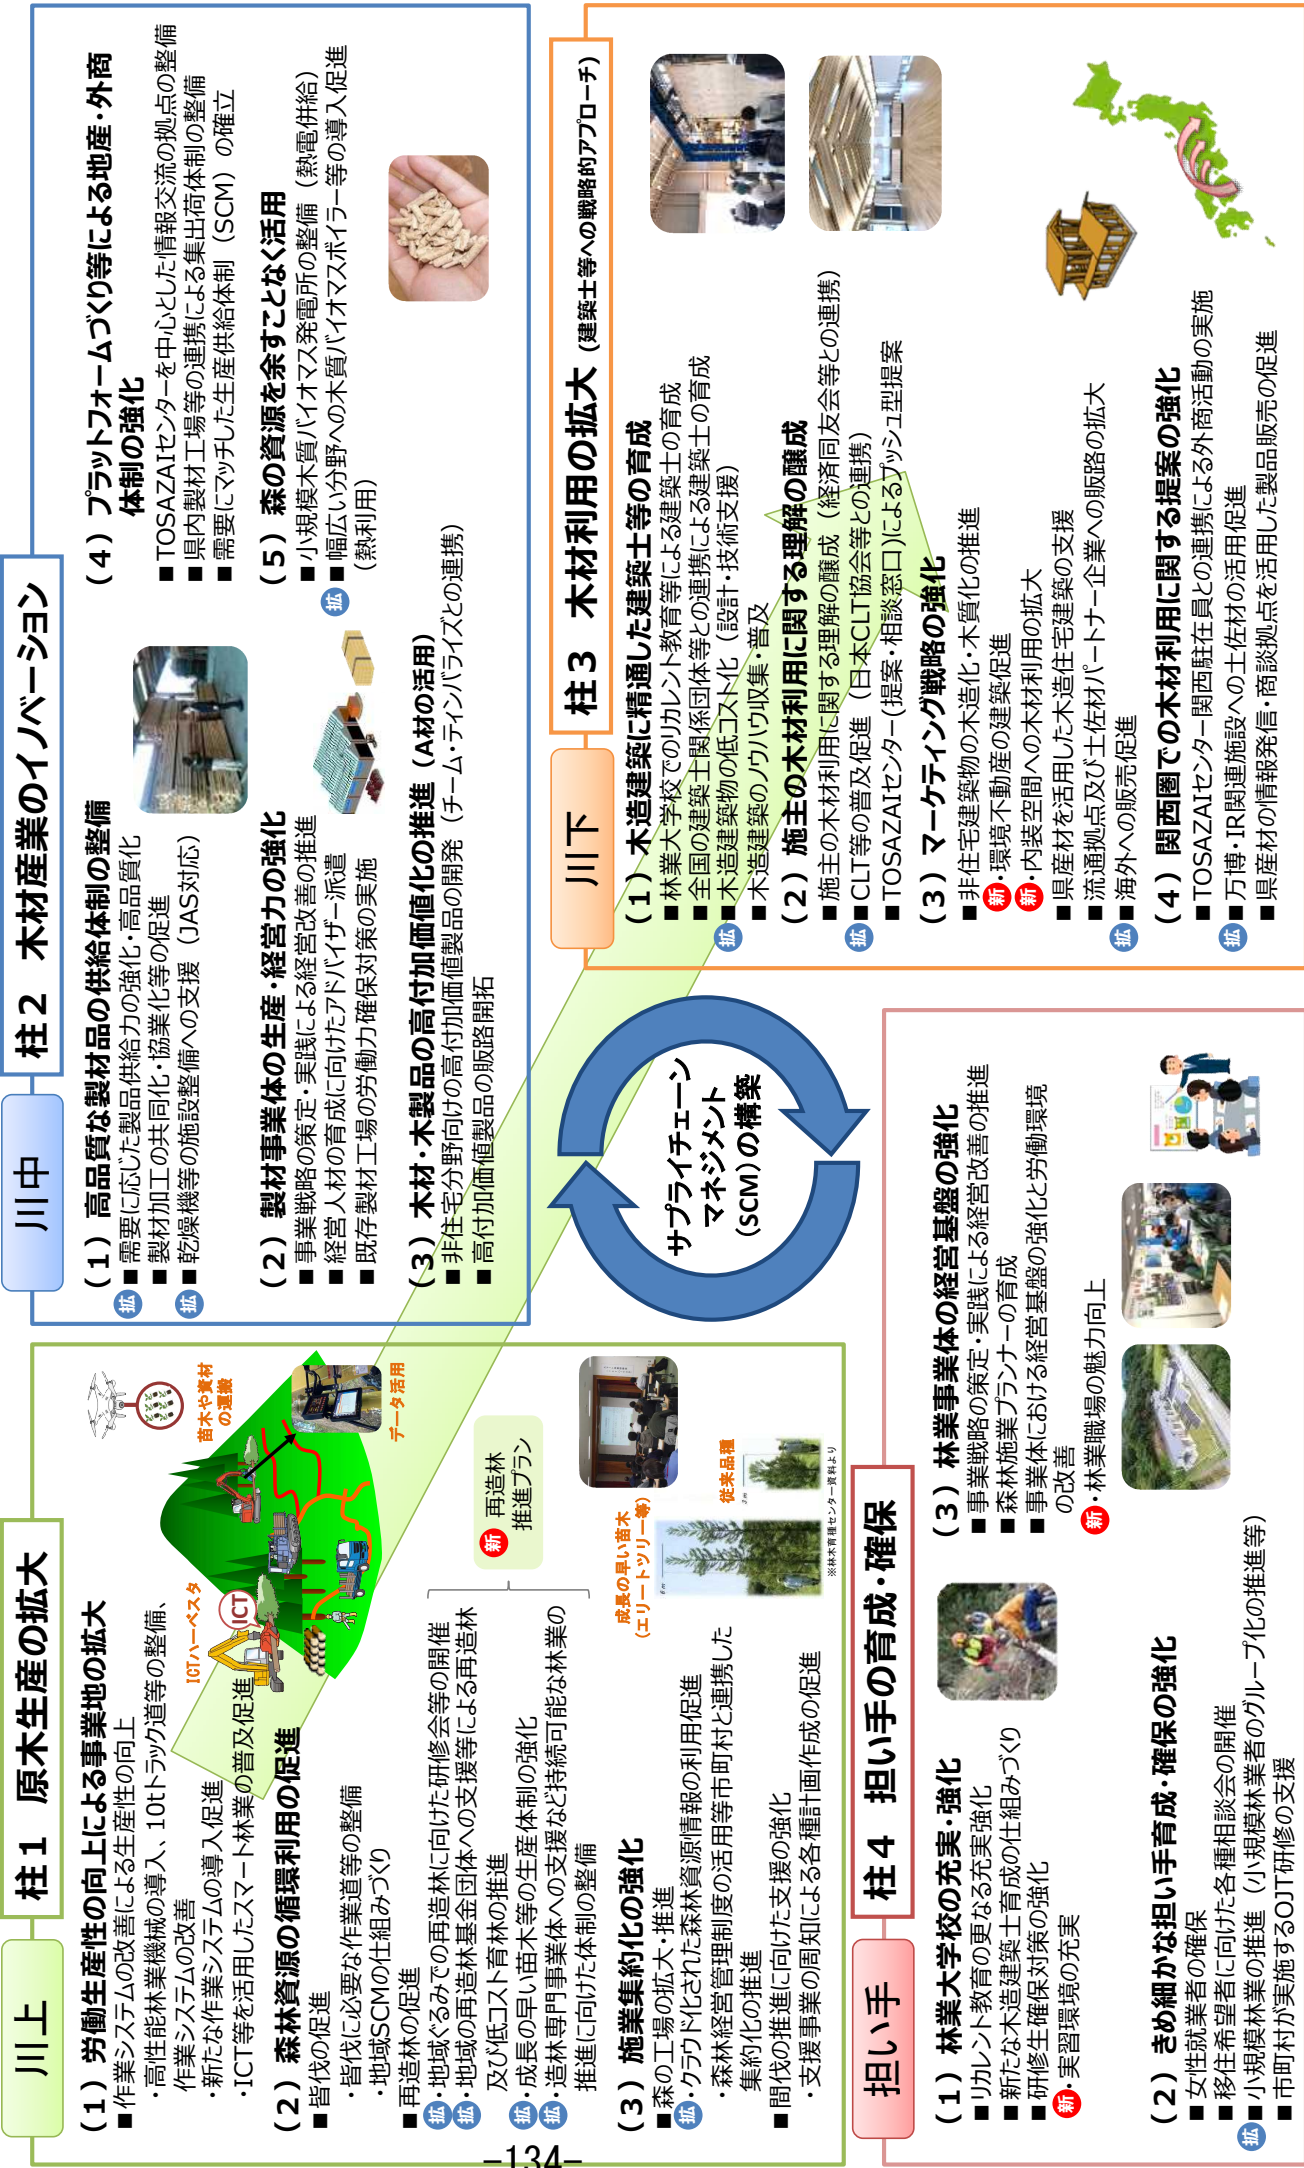 川上
柱１　原木生産の拡大
（１）労働生産性の向上による事業地の拡大
■作業システムの改善による生産性の向上
・高性能林業機械の導入、10tトラック道等の整備、
作業システムの改善
・新たな作業システムの導入促進
・ICT等を活用したスマート林業の普及促進
ICTハーベスタ
ICT
苗木や資材
の運搬
データ活用
（２）森林資源の循環利用の促進
■皆伐の促進
・皆伐に必要な作業道等の整備
・地域SCMの仕組みづくり
■再造林の促進
拡・地域ぐるみでの再造林に向けた研修会等の開催
拡・地域の再造林基金団体への支援等による再造林
及び低コスト育林の推進
拡・成長の早い苗木等の生産体制の強化
拡・造林専門事業体への支援など持続可能な林業の
推進に向けた体制の整備
新 再造林
推進プラン
（３）施業集約化の強化
■森の工場の拡大・推進
拡・クラウド化された森林資源情報の利用促進
・森林経営管理制度の活用等市町村と連携した
集約化の推進
■間伐の推進に向けた支援の強化
・支援事業の周知による各種計画作成の促進
成長の早い苗木
（エリートツリー等）
従来品種
6m
3m
※林木育種センター資料より
川中
柱２　木材産業のイノベーション
（１）高品質な製材品の供給体制の整備
拡■需要に応じた製品供給力の強化・高品質化
■製材加工の共同化・協業化等の促進
拡■乾燥機等の施設整備への支援（JAS対応）
（２）製材事業体の生産・経営力の強化
■事業戦略の策定・実践による経営改善の推進
■経営人材の育成に向けたアドバイザー派遣
■既存製材工場の労働力確保対策の実施
（３）木材・木製品の高付加価値化の推進（A材の活用）
■非住宅分野向けの高付加価値製品の開発（チーム・ティンバライズとの連携）
■高付加価値製品の販路開拓
（４）プラットフォームづくり等による地産・外商
体制の強化
■TOSAZAIセンターを中心とした情報交流の拠点の整備
■県内製材工場等の連携による集出荷体制の整備
■需要にマッチした生産供給体制（SCM）の確立
（５）森の資源を余すことなく活用
■小規模木質バイオマス発電所の整備（熱電併給）
拡■幅広い分野への木質バイオマスボイラー等の導入促進
（熱利用）
サプライチェーン
マネジメント
（SCM）の構築
川下
柱３　木材利用の拡大（建築士等への戦略的アプローチ）
（１）木造建築に精通した建築士等の育成
■林業大学校でのリカレント教育等による建築士の育成
■全国の建築士関係団体等との連携による建築士の育成
拡■木造建築物の低コスト化（設計・技術支援）
■木造建築のノウハウ収集・普及
（２）施主の木材利用に関する理解の醸成
■施主の木材利用に関する理解の醸成（経済同友会等との連携）
拡■CLT等の普及促進（日本CLT協会等との連携）
■TOSAZAIセンター（提案・相談窓口）によるプッシュ型提案
（３）マーケティング戦略の強化
■非住宅建築物の木造化・木質化の推進
新・環境不動産の建築促進
新・内装空間への木材利用の拡大
■県産材を活用した木造住宅建築の支援
■流通拠点及び土佐材パートナー企業への販路の拡大
拡■海外への販売促進
（４）関西圏での木材利用に関する提案の強化
■TOSAZAIセンター関西駐在員との連携による外商活動の実施
拡■万博・IR関連施設への土佐材の活用促進
■県産材の情報発信・商談拠点を活用した製品販売の促進
担い手
柱４　担い手の育成・確保
（１）林業大学校の充実・強化
■リカレント教育の更なる充実強化
■新たな木造建築士育成の仕組みづくり
■研修生確保対策の強化
新・実習環境の充実
（２）きめ細かな担い手育成・確保の強化
■女性就業者の確保
■移住希望者に向けた各種相談会の開催
拡■小規模林業の推進（小規模林業者のグループ化の推進等）
■市町村が実施するOJT研修の支援
（３）林業事業体の経営基盤の強化
■事業戦略の策定・実践による経営改善の推進
■森林施業プランナーの育成
■事業体における経営基盤の強化と労働環境
の改善
新・林業職場の魅力向上
-134-